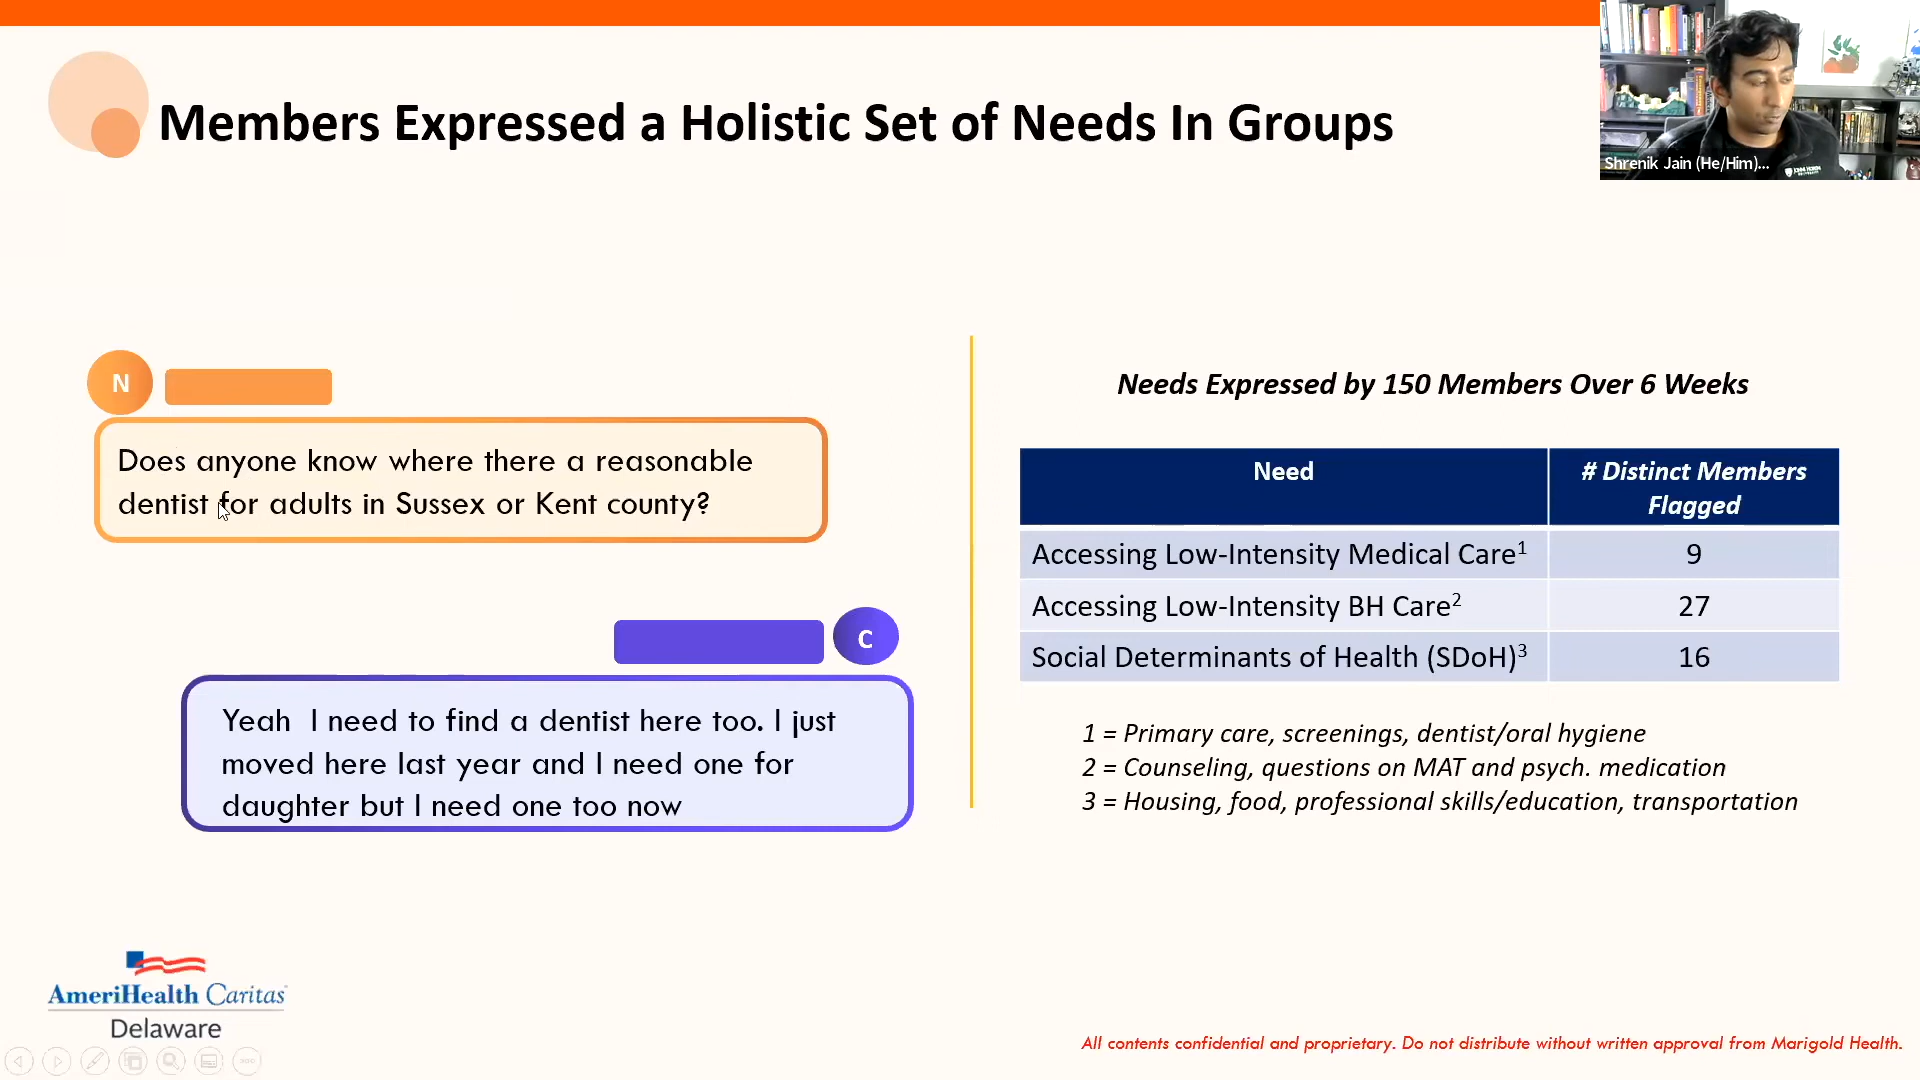 Members Expressed a Holistic Set of Needs In Groups
Shrenik Jain (He/Him)...
N
Does anyone know where there a reasonable
dentist for adults in Sussex or Kent county?
C
Yeah I need to find a dentist here too. I just
moved here last year and I need one for
daughter but I need one too now
Needs Expressed by 150 Members Over 6 Weeks
Need
# Distinct Members
Flagged
Accessing Low-Intensity Medical Care1
9
Accessing Low-Intensity BH Care2
27
Social Determinants of Health (SDoH)3
16
1 = Primary care, screenings, dentist/oral hygiene
2 = Counseling, questions on MAT and psych. medication
3 = Housing, food, professional skills/education, transportation
AmeriHealth Caritas
Delaware
All contents confidential and proprietary. Do not distribute without written approval from Marigold Health.